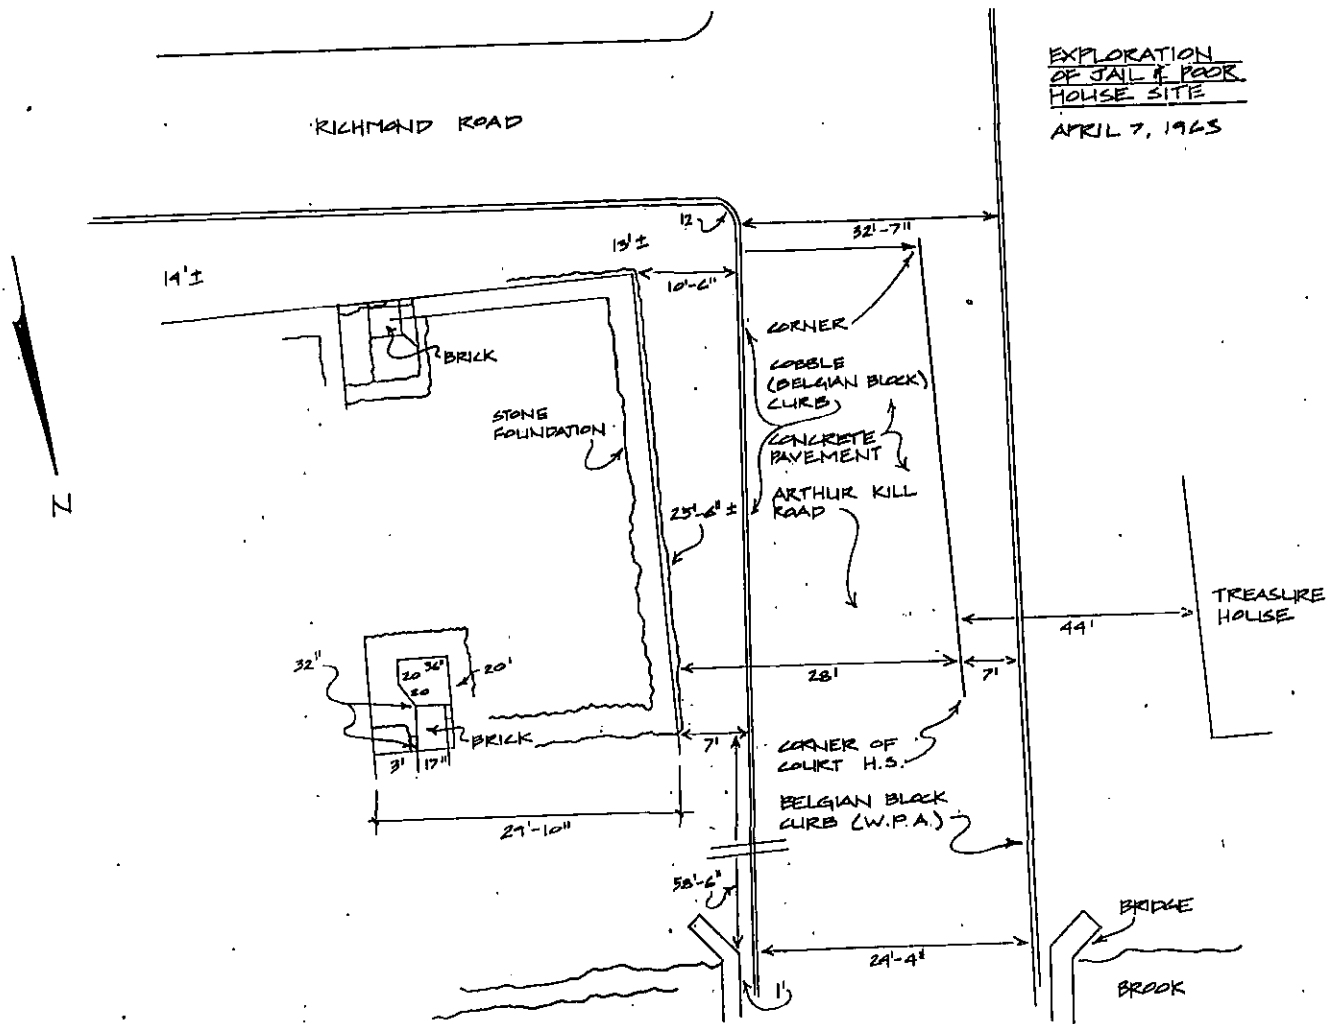 EXPLORATION
OF JAIL & POOR
HOUSE SITE
APRIL 7, 1963
RICHMOND ROAD
12
32'-7"
13'±
14'±
10'-6"
CORNER
BRICK
COBBLE
(BELGIAN BLOCK)
CURB
STONE
FOUNDATION
CONCRETE
PAVEMENT
ARTHUR KILL
ROAD
25'-6" ±
N
TREASURE
HOUSE
44'
32"
20 36"
20
20'
28'
7'
BRICK
7'
3' 17"
CORNER OF
COURT H.S.
BELGIAN BLOCK
CURB (W.P.A.)
29'-10"
58'-6"
BRIDGE
24'-4"
1'
BROOK